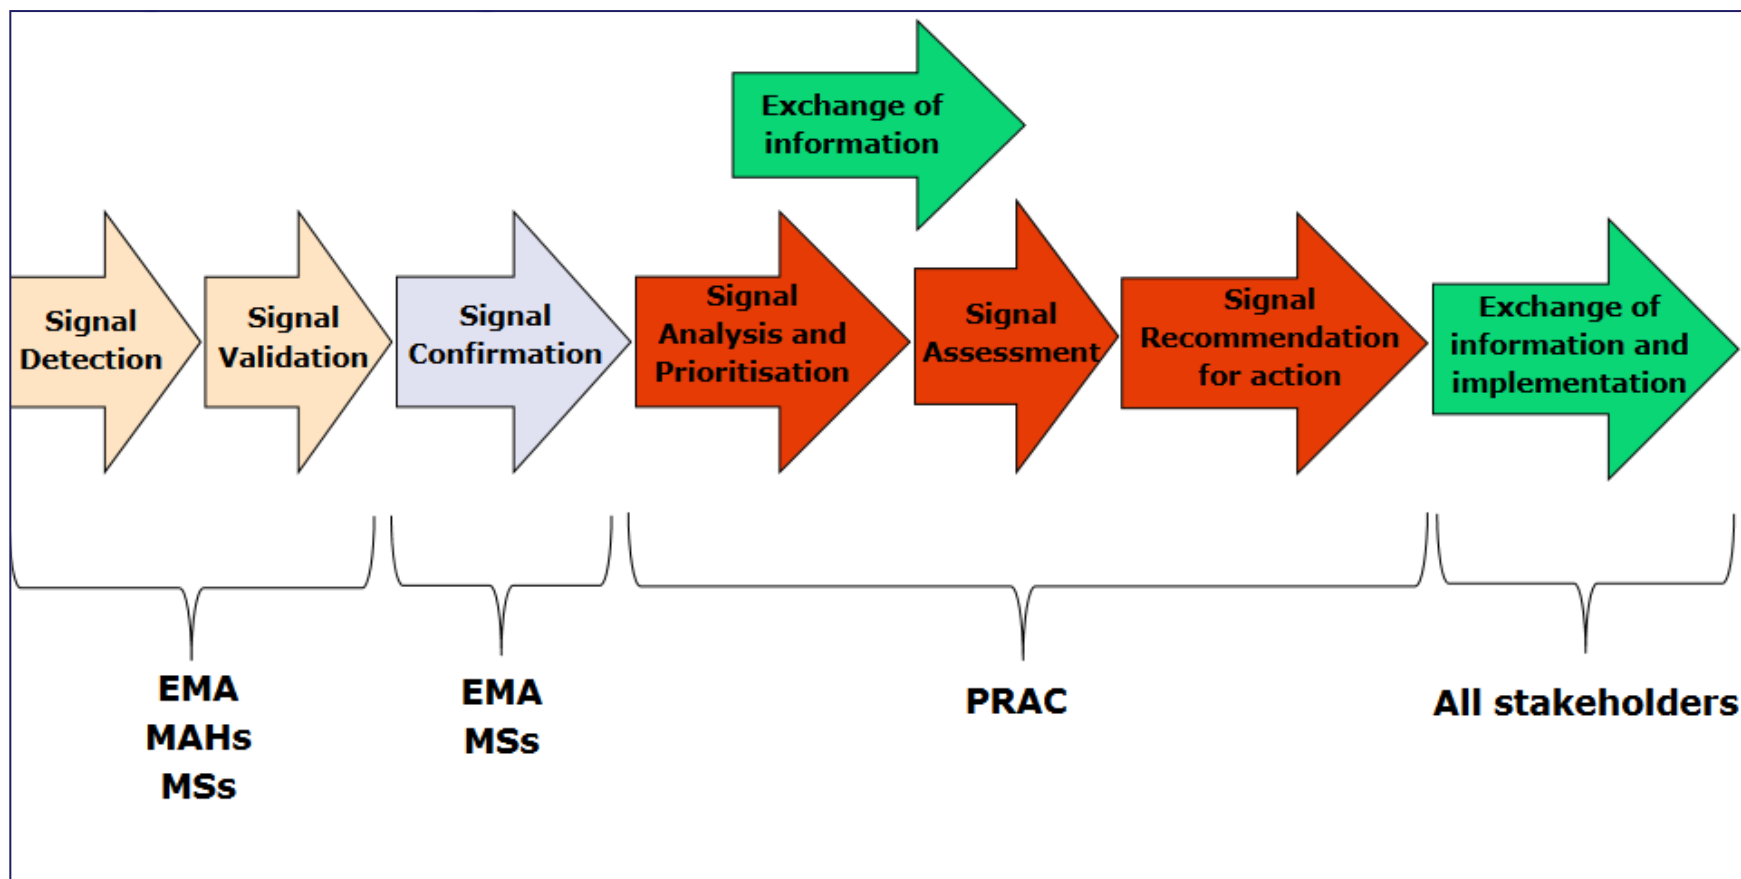 Exchange of
information
Signal
Detection
Signal
Validation
Signal
Confirmation
Signal
Analysis and
Prioritisation
Signal
Assessment
Signal
Recommendation
for action
Exchange of
information and
implementation
EMA
MAHs
MSs
EMA
MSs
PRAC
All stakeholders